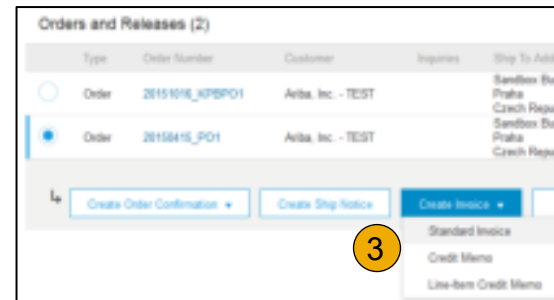 Orders and Releases (2)
Type Order Number Customer Inquiries Ship To Add
Order 20151016_KPBPO1 Ariba, Inc. - TEST Sandbox Bu
Praha
Czech Repu
Order 20150415_PO1 Ariba, Inc. - TEST Sandbox Bu
Praha
Czech Repu
Create Order Confirmation Create Ship Notice Create Invoice
3 Standard Invoice
Credit Memo
Line-Item Credit Memo